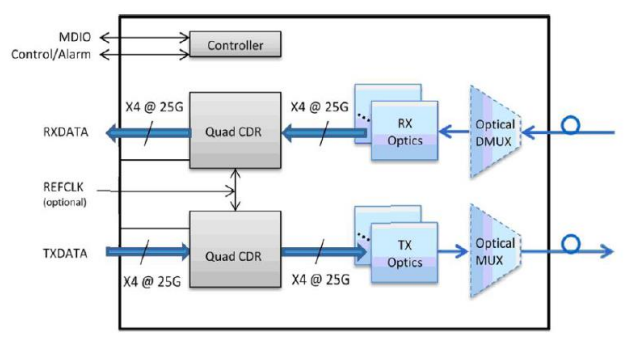 MDIO
Control/Alarm
Controller
X4 @ 25G
X4 @ 25G
RXDATA
Quad CDR
RX
Optics
Optical
DMUX
REFCLK
(optional)
TXDATA
Quad CDR
TX
Optics
Optical
MUX
X4 @ 25G
X4 @ 25G